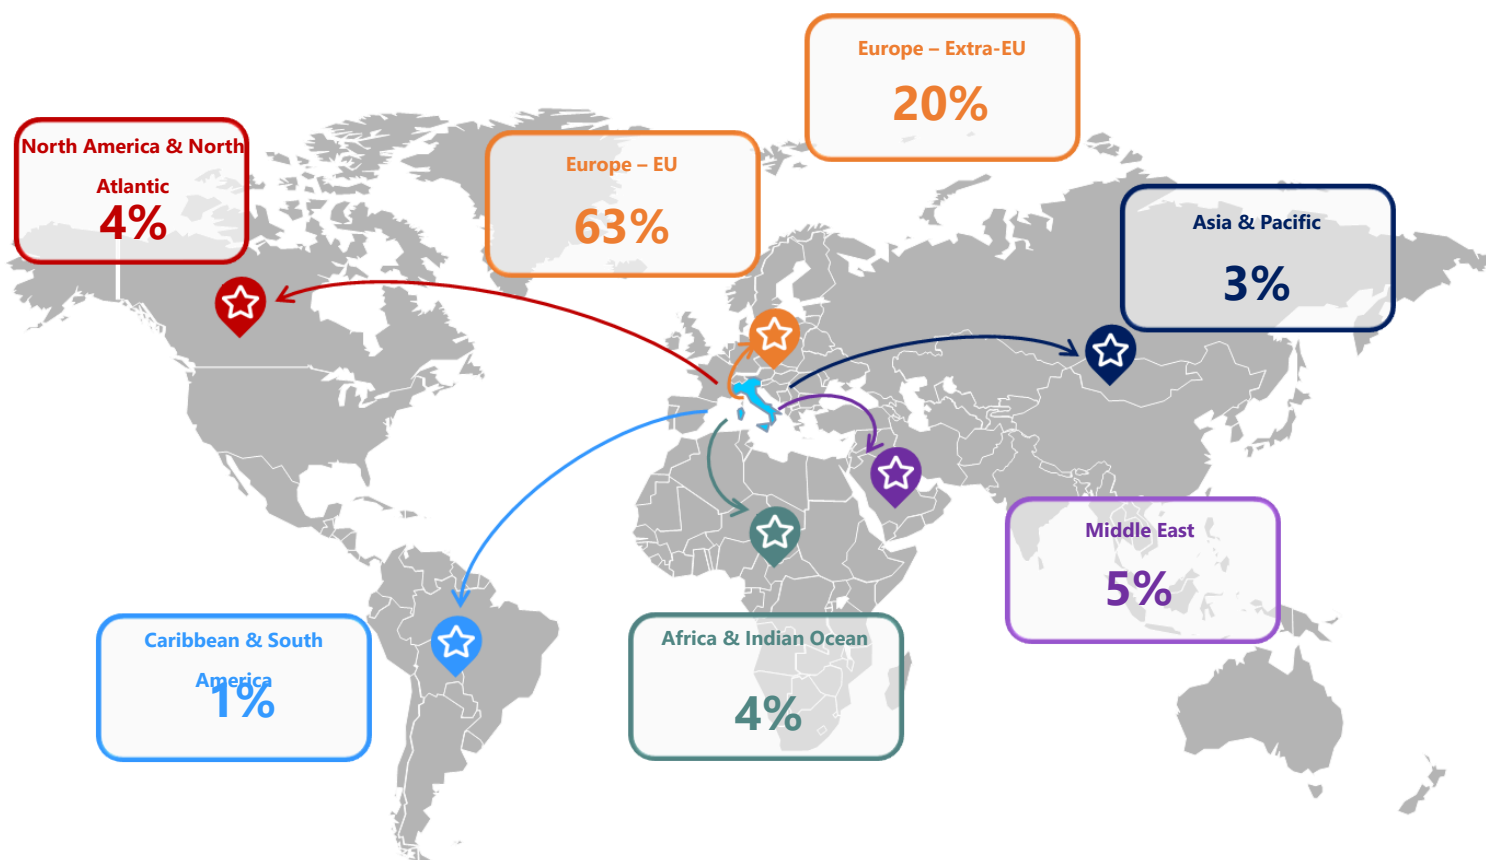 Europe – Extra-EU
20%
North America & North
Atlantic
4%
Europe – EU
63%
Asia & Pacific
3%
Middle East
5%
Caribbean & South
America
1%
Africa & Indian Ocean
4%